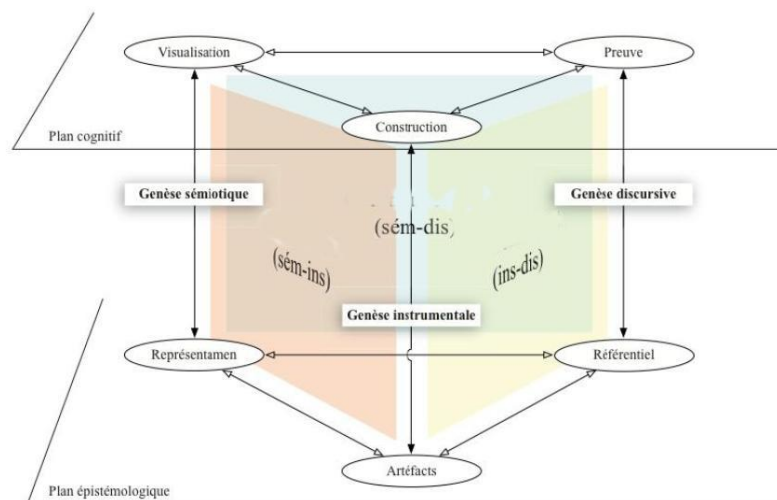 Visualisation
Preuve
Construction
Plan cognitif
Genèse sémiotique
Genèse discursive
(sém-dis)
(sém-ins)
(ins-dis)
Genèse instrumentale
Représentamen
Référentiel
Artéfacts
Plan épistémologique